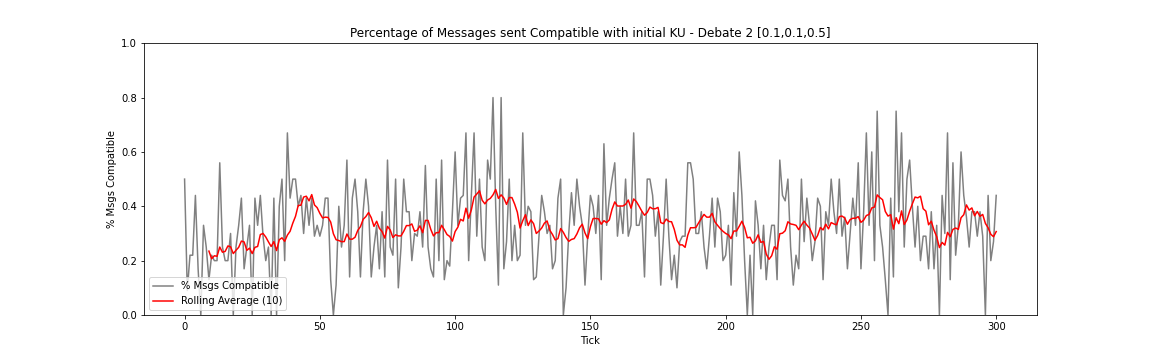 Percentage of Messages sent Compatible with initial KU - Debate 2 [0.1,0.1,0.5]
% Msgs Compatible
1.0
0.8
0.6
0.4
0.2
0.0
% Msgs Compatible
Rolling Average (10)
0 50 100 150 200 250 300
Tick